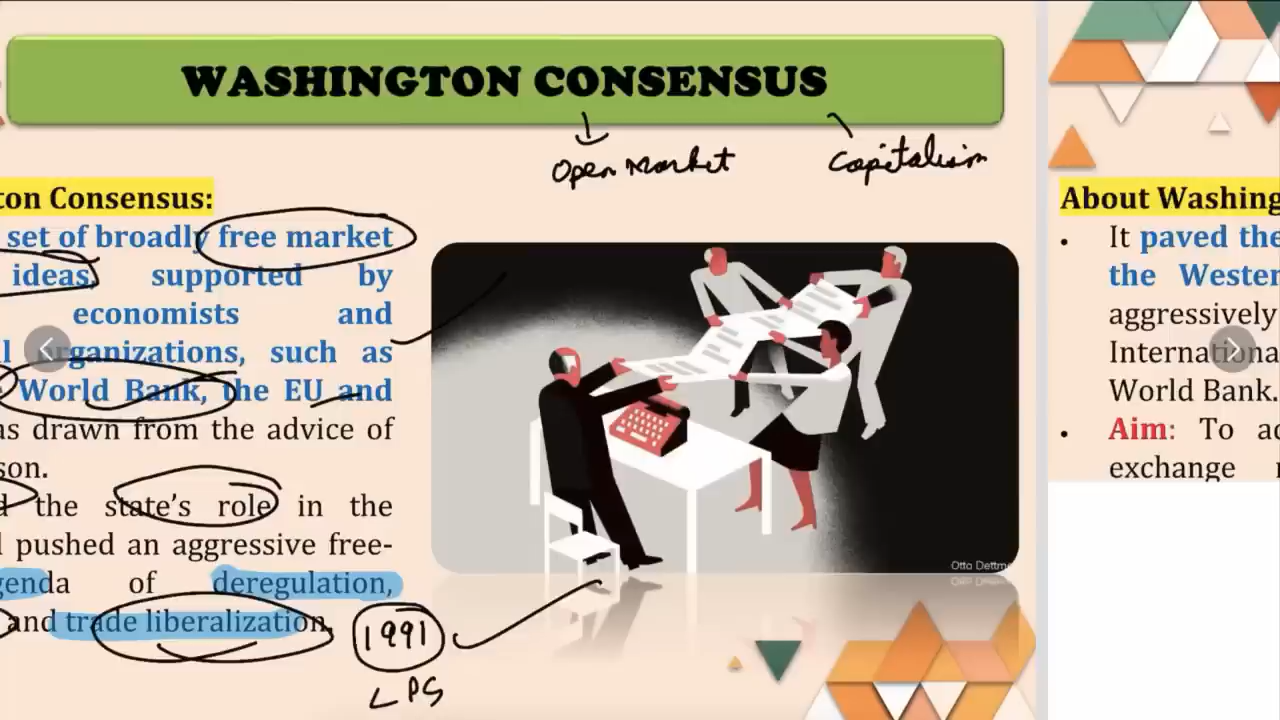 WASHINGTON CONSENSUS
Open Market
Capitalism
ton Consensus:
set of broadly free market
ideas, supported by
economists and
l organizations, such as
World Bank, the EU and
as drawn from the advice of
son.
d the state's role in the
l pushed an aggressive free-
genda of deregulation,
and trade liberalization.
1991
LPG
Otto Dettm
About Washing
• It paved the
the Wester
aggressively
Internationa
World Bank.
• Aim: To ad
exchange r